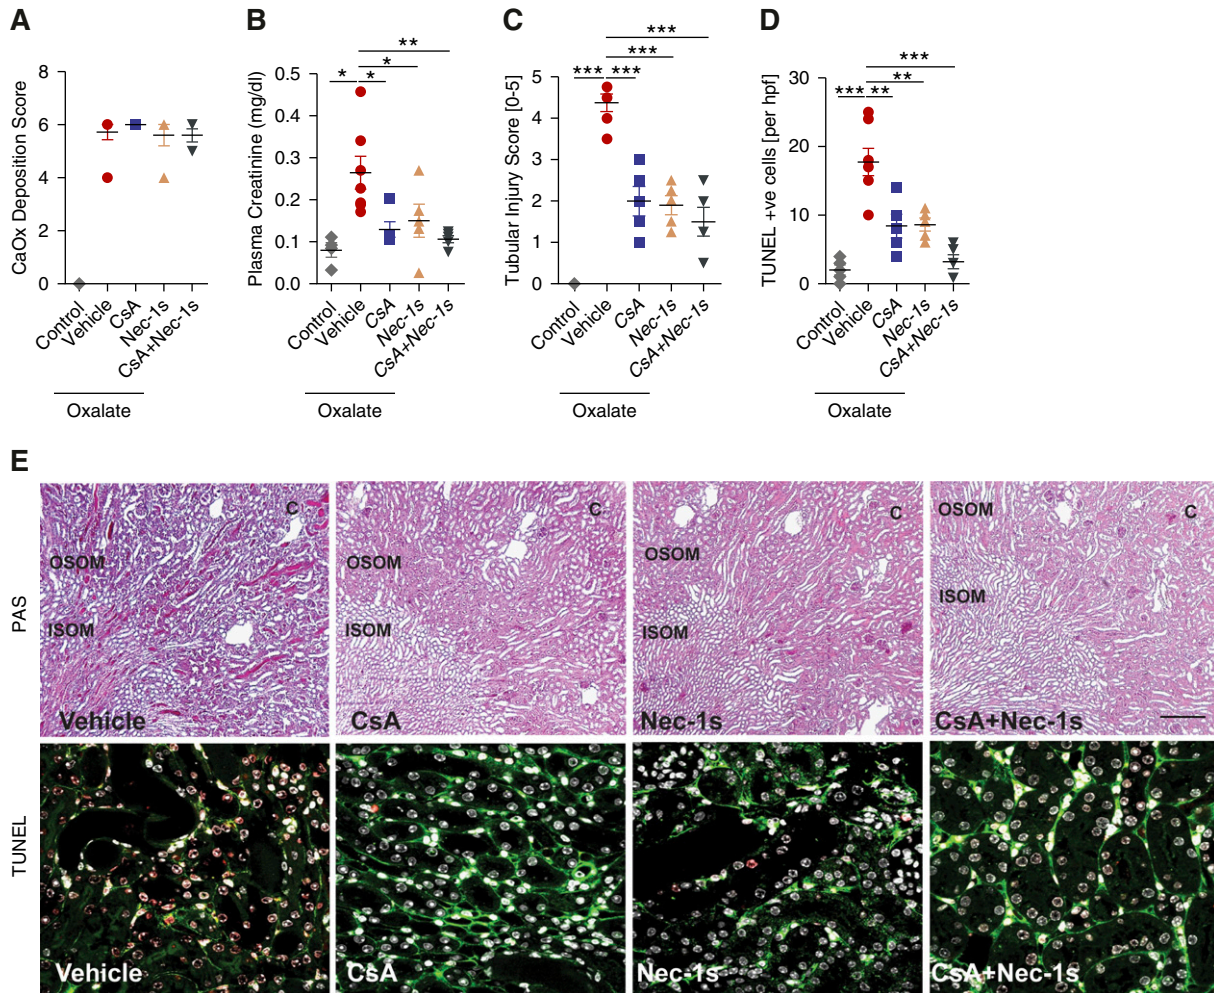 A
B
C
D
CaOx Deposition Score
8
6
4
2
0
Control
Vehicle
CsA
Nec-1s
CsA+Nec-1s
Oxalate
Plasma Creatinine (mg/dl)
0.5
0.4
0.3
0.2
0.1
0.0
* *
*
**
Control
Vehicle
CsA
Nec-1s
CsA+Nec-1s
Oxalate
Tubular Injury Score [0-5]
5
4
3
2
1
0
*** ***
***
***
Control
Vehicle
CsA
Nec-1s
CsA+Nec-1s
Oxalate
TUNEL +ve cells [per hpf]
30
20
10
0
*** **
**
***
Control
Vehicle
CsA
Nec-1s
CsA+Nec-1s
Oxalate
E
PAS
C
OSOM
ISOM
Vehicle
C
OSOM
ISOM
CsA
C
OSOM
ISOM
Nec-1s
OSOM
C
ISOM
CsA+Nec-1s
TUNEL
Vehicle
CsA
Nec-1s
CsA+Nec-1s